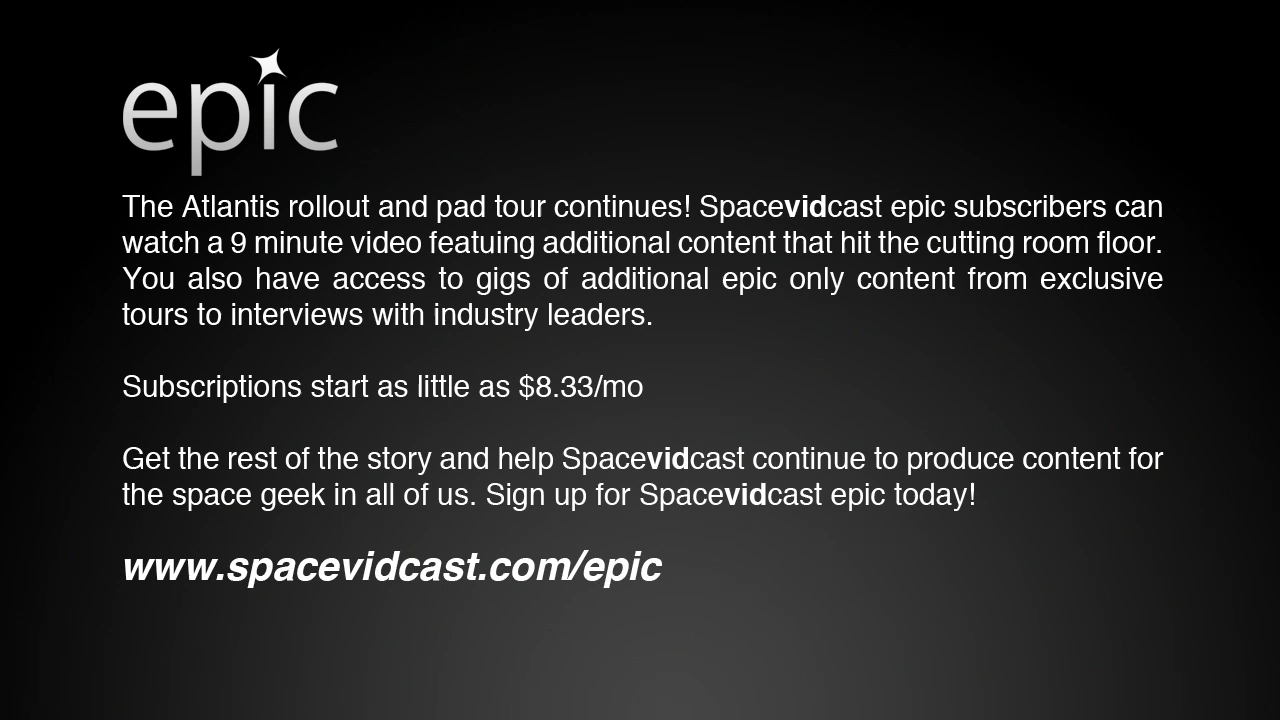 epic
The Atlantis rollout and pad tour continues! Spacevidcast epic subscribers can
watch a 9 minute video featuing additional content that hit the cutting room floor.
You also have access to gigs of additional epic only content from exclusive
tours to interviews with industry leaders.
Subscriptions start as little as $8.33/mo
Get the rest of the story and help Spacevidcast continue to produce content for
the space geek in all of us. Sign up for Spacevidcast epic today!
www.spacevidcast.com/epic